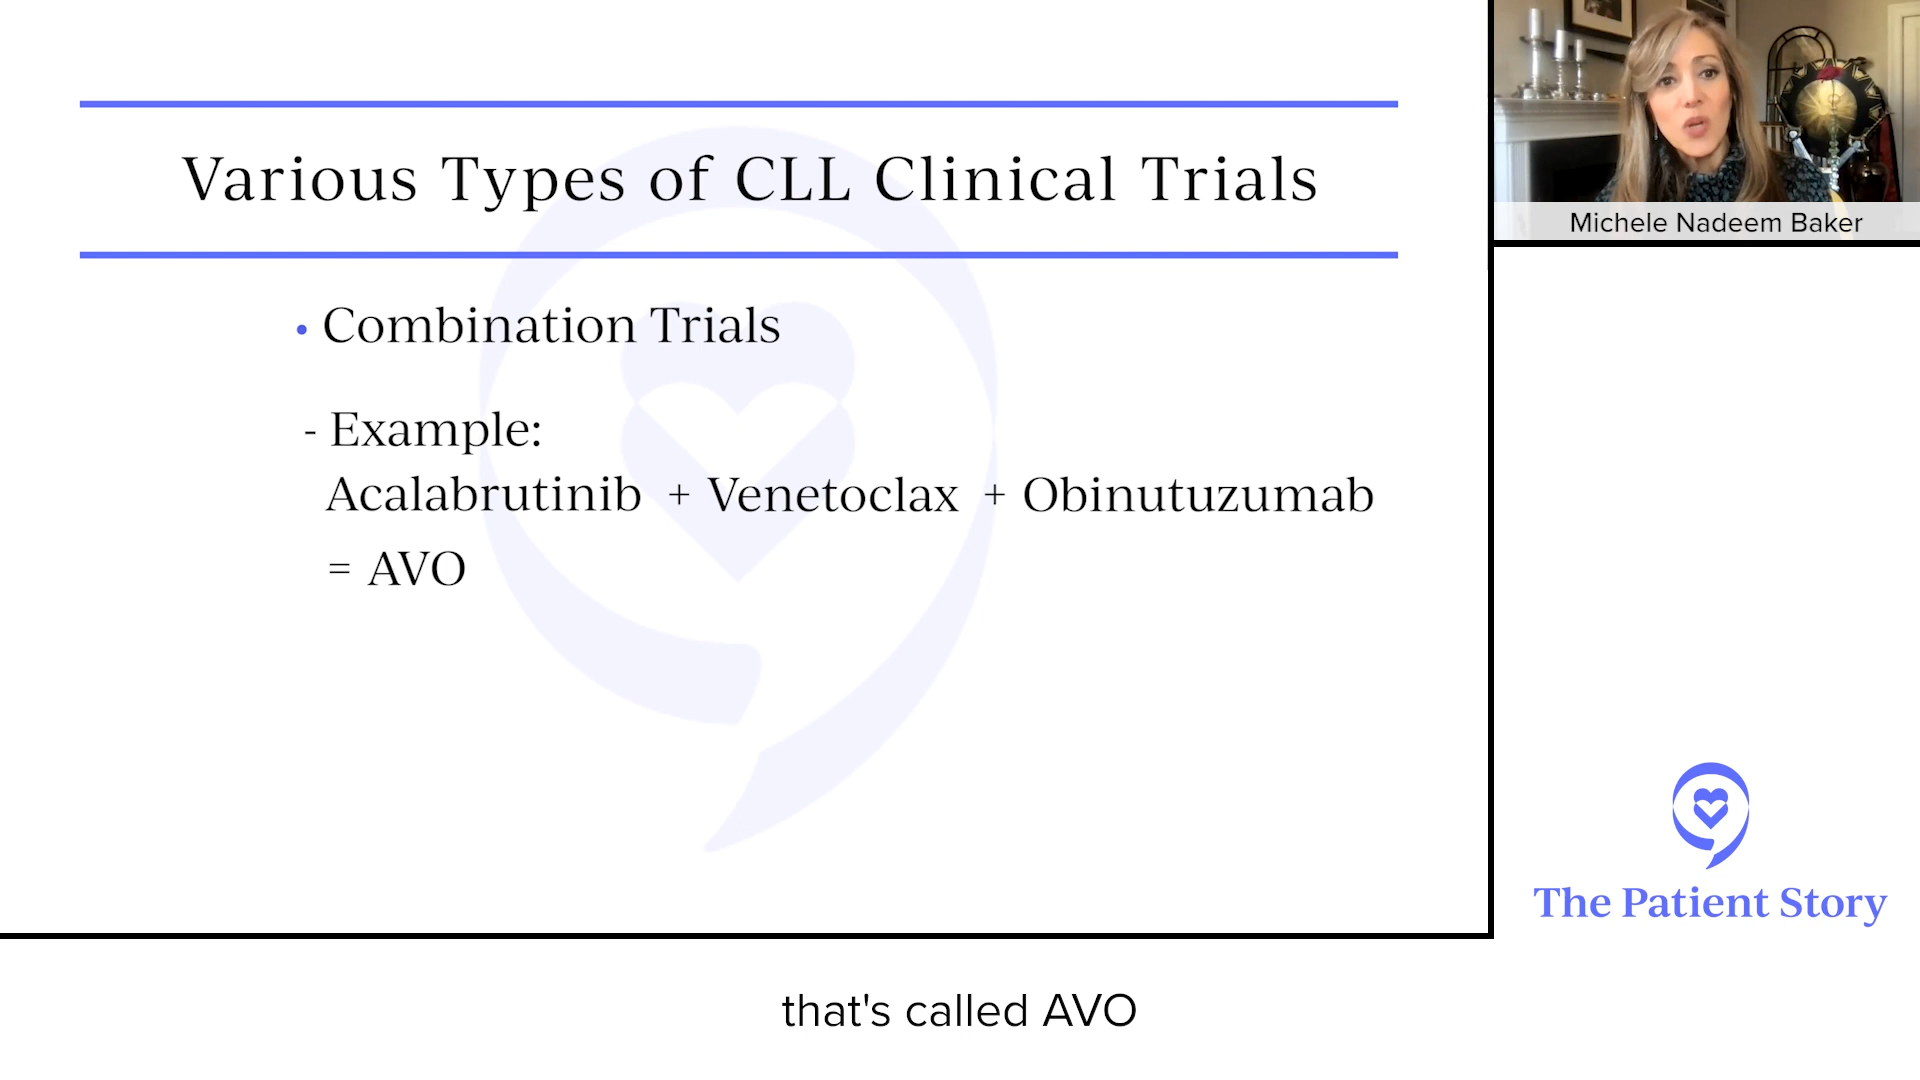 Various Types of CLL Clinical Trials
• Combination Trials
- Example:
Acalabrutinib + Venetoclax + Obinutuzumab
= AVO
Michele Nadeem Baker
The Patient Story
that's called AVO